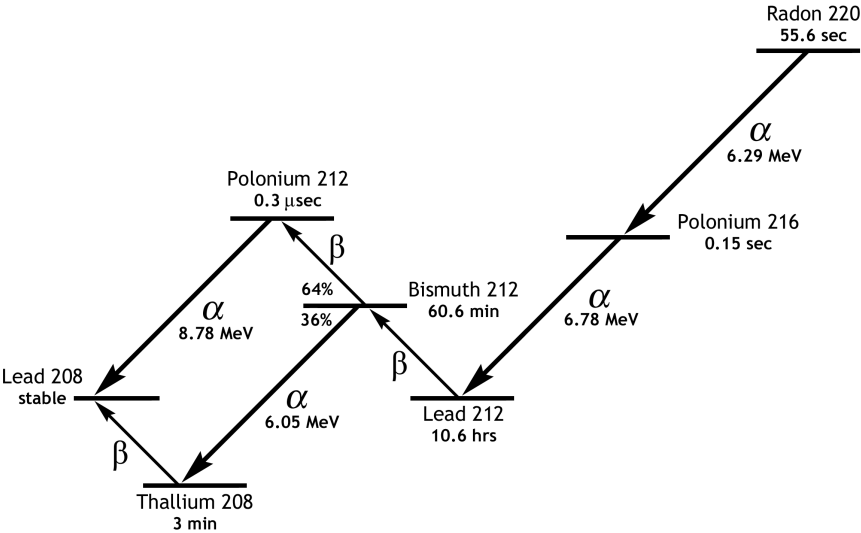 Radon 220
55.6 sec
α
6.29 MeV
Polonium 212
0.3 μsec
Polonium 216
0.15 sec
β
64%
Bismuth 212
60.6 min
36%
α
8.78 MeV
α
6.78 MeV
β
Lead 208
stable
α
6.05 MeV
Lead 212
10.6 hrs
β
Thallium 208
3 min